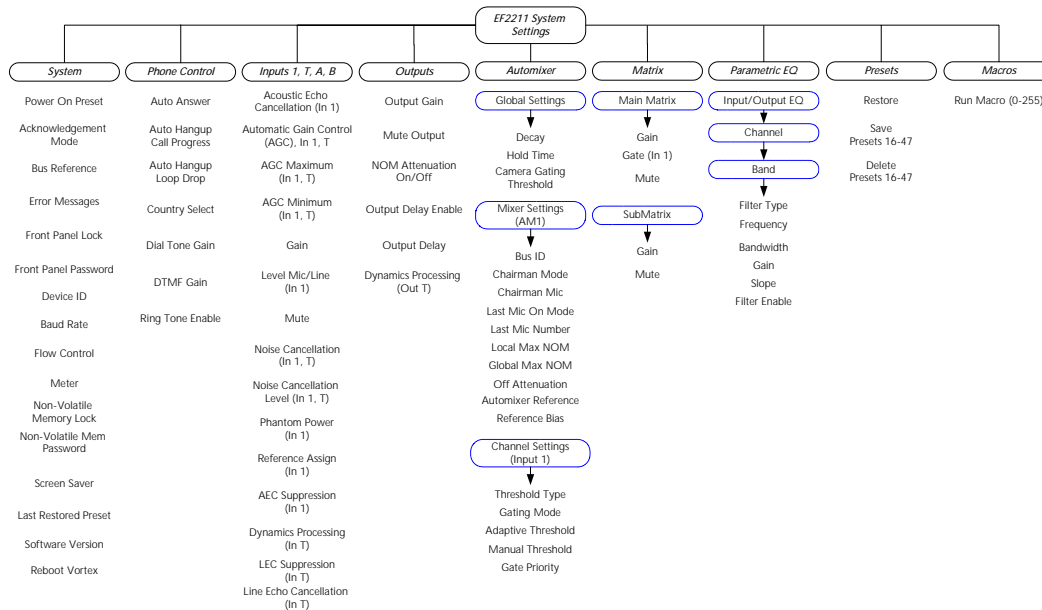 EF2211 System
Settings
System
Power On Preset
Acknowledgement
Mode
Bus Reference
Error Messages
Front Panel Lock
Front Panel Password
Device ID
Baud Rate
Flow Control
Meter
Non-Volatile
Memory Lock
Non-Volatile Mem
Password
Screen Saver
Last Restored Preset
Software Version
Reboot Vortex
Phone Control
Auto Answer
Auto Hangup
Call Progress
Auto Hangup
Loop Drop
Country Select
Dial Tone Gain
DTMF Gain
Ring Tone Enable
Inputs 1, T, A, B
Acoustic Echo
Cancellation (In 1)
Automatic Gain Control
(AGC), In 1, T
AGC Maximum
(In 1, T)
AGC Minimum
(In 1, T)
Gain
Level Mic/Line
(In 1)
Mute
Noise Cancellation
(In 1, T)
Noise Cancellation
Level (In 1, T)
Phantom Power
(In 1)
Reference Assign
(In 1)
AEC Suppression
(In 1)
Dynamics Processing
(In T)
LEC Suppression
(In T)
Line Echo Cancellation
(In T)
Outputs
Output Gain
Mute Output
NOM Attenuation
On/Off
Output Delay Enable
Output Delay
Dynamics Processing
(Out T)
Automixer
Global Settings
Decay
Hold Time
Camera Gating
Threshold
Mixer Settings
(AM1)
Bus ID
Chairman Mode
Chairman Mic
Last Mic On Mode
Last Mic Number
Local Max NOM
Global Max NOM
Off Attenuation
Automixer Reference
Reference Bias
Channel Settings
(Input 1)
Threshold Type
Gating Mode
Adaptive Threshold
Manual Threshold
Gate Priority
Matrix
Main Matrix
Gain
Gate (In 1)
Mute
SubMatrix
Gain
Mute
Parametric EQ
Input/Output EQ
Channel
Band
Filter Type
Frequency
Bandwidth
Gain
Slope
Filter Enable
Presets
Restore
Save
Presets 16-47
Delete
Presets 16-47
Macros
Run Macro (0-255)